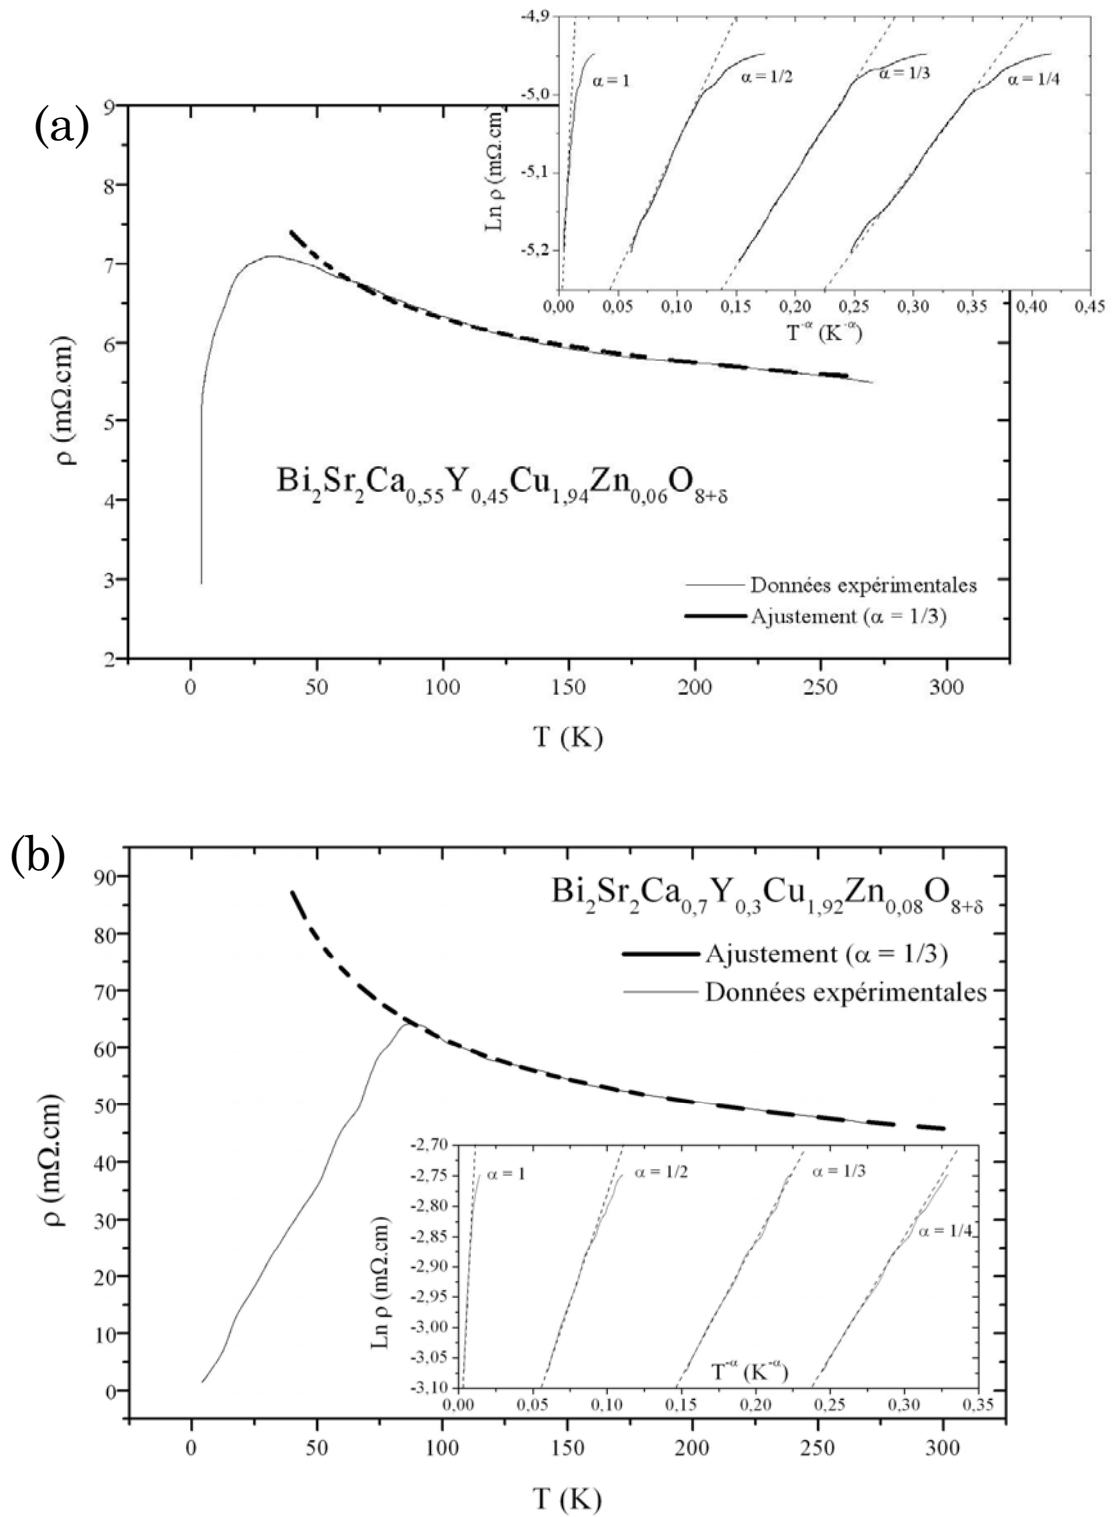 (a)
ρ (mΩ.cm)
9
8
7
6
5
4
3
2
0 50 100 150 200 250 300
T (K)
Bi2Sr2Ca0,55Y0,45Cu1,94Zn0,06O8+δ
Données expérimentales
Ajustement (α = 1/3)
Ln ρ (mΩ.cm)
-4,9
-5,0
-5,1
-5,2
α = 1
α = 1/2
α = 1/3
α = 1/4
0,00 0,05 0,10 0,15 0,20 0,25 0,30 0,35 0,40 0,45
T-α (K-α)
(b)
ρ (mΩ.cm)
90
80
70
60
50
40
30
20
10
0
0 50 100 150 200 250 300
T (K)
Bi2Sr2Ca0,7Y0,3Cu1,92Zn0,08O8+δ
Ajustement (α = 1/3)
Données expérimentales
Ln ρ (mΩ.cm)
-2,70
-2,75
-2,80
-2,85
-2,90
-2,95
-3,00
-3,05
-3,10
α = 1
α = 1/2
α = 1/3
α = 1/4
T-α (K-α)
0,00 0,05 0,10 0,15 0,20 0,25 0,30 0,35